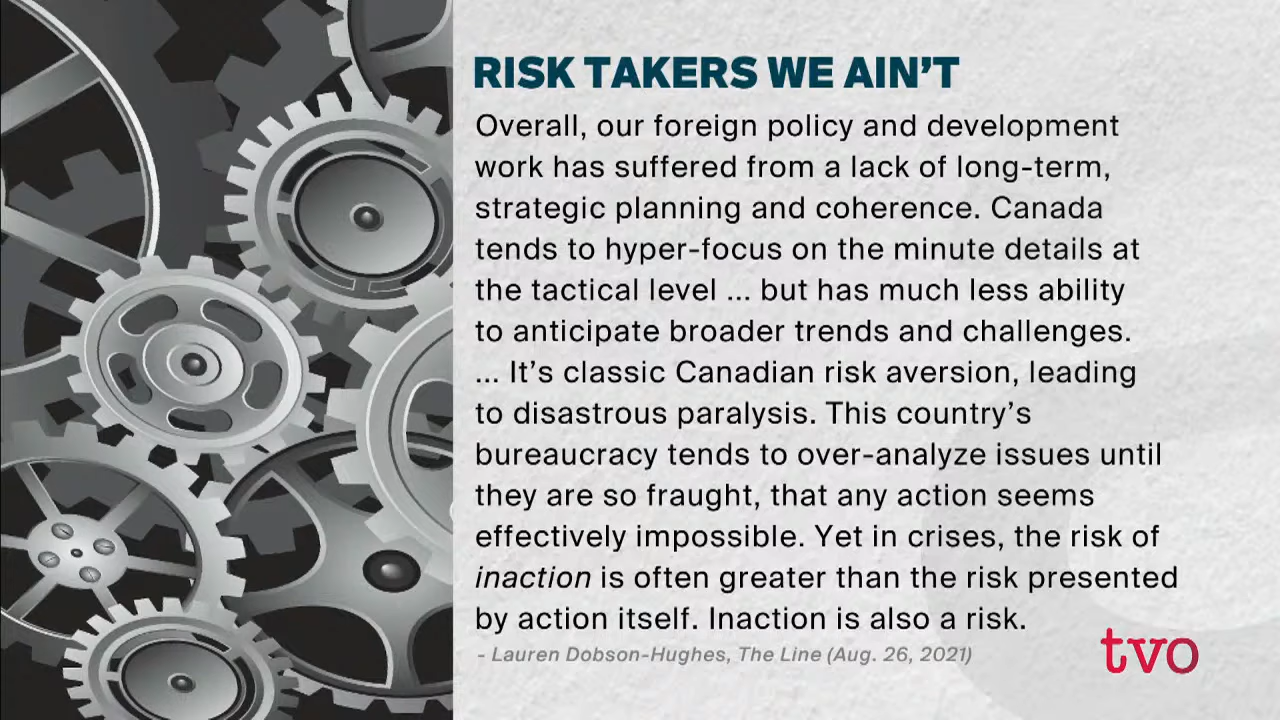 RISK TAKERS WE AIN'T
Overall, our foreign policy and development
work has suffered from a lack of long-term,
strategic planning and coherence. Canada
tends to hyper-focus on the minute details at
the tactical level ... but has much less ability
to anticipate broader trends and challenges.
... It's classic Canadian risk aversion, leading
to disastrous paralysis. This country's
bureaucracy tends to over-analyze issues until
they are so fraught, that any action seems
effectively impossible. Yet in crises, the risk of
inaction is often greater than the risk presented
by action itself. Inaction is also a risk.
- Lauren Dobson-Hughes, The Line (Aug. 26, 2021)
tvo